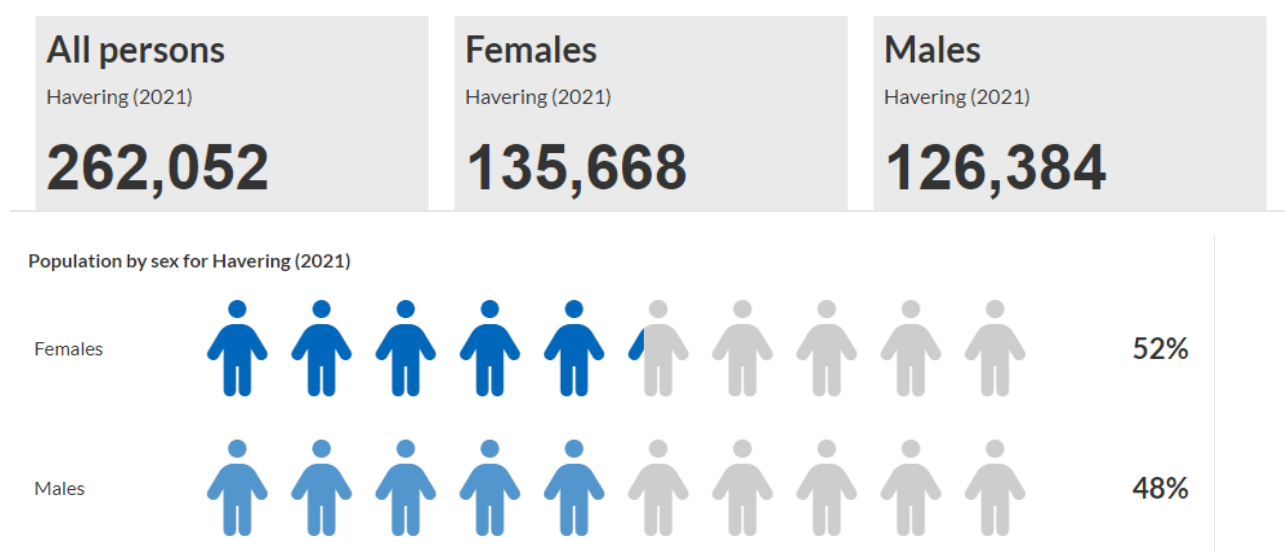 All persons
Havering (2021)
262,052
Females
Havering (2021)
135,668
Males
Havering (2021)
126,384
Population by sex for Havering (2021)
Females 52%
Males 48%